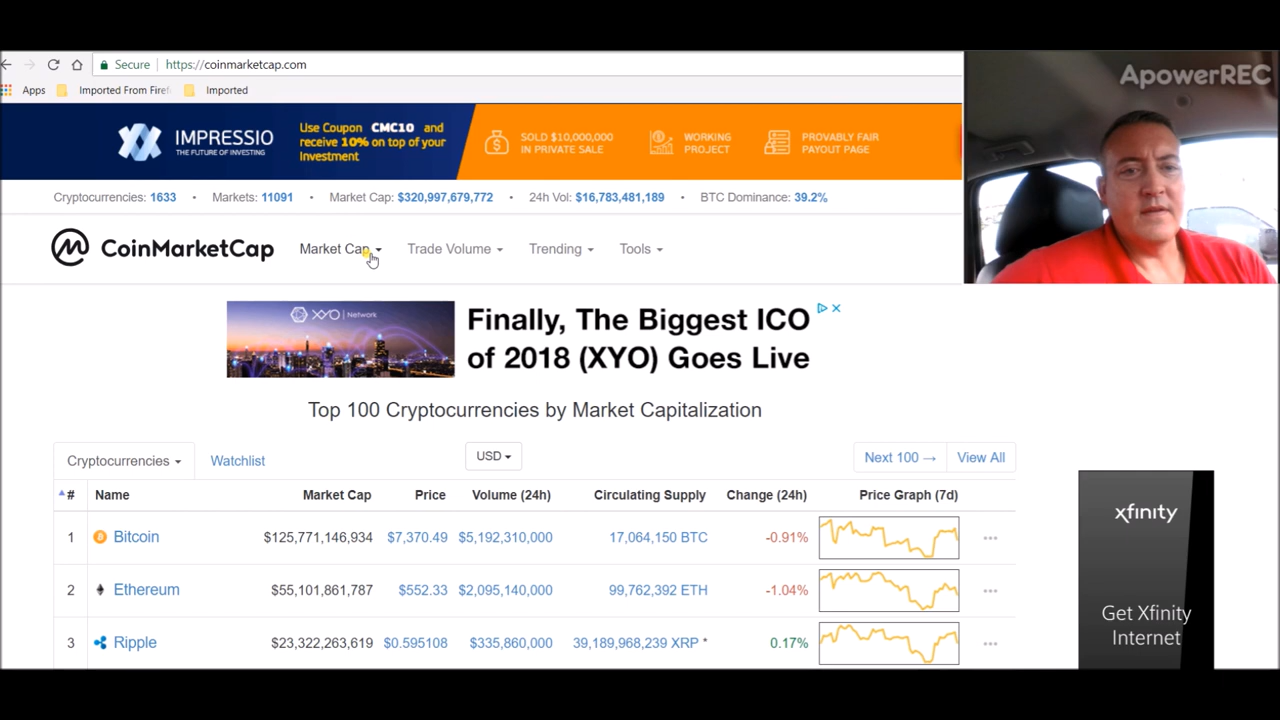 ApowerREC
Secure
https://coinmarketcap.com
Apps
Imported From Firef
Imported
IMPRESSIO
THE FUTURE OF INVESTING
Use Coupon CMC10 and
receive 10% on top of your
Investment
SOLD $10,000,000
IN PRIVATE SALE
WORKING
PROJECT
PROVABLY FAIR
PAYOUT PAGE
Cryptocurrencies: 1633 • Markets: 11091 • Market Cap: $320,997,679,772 • 24h Vol: $16,783,481,189 • BTC Dominance: 39.2%
CoinMarketCap
Market Cap
Trade Volume
Trending
Tools
XYO | Network
Finally, The Biggest ICO
of 2018 (XYO) Goes Live
Top 100 Cryptocurrencies by Market Capitalization
Cryptocurrencies
Watchlist
USD
Next 100 →
View All
# Name Market Cap Price Volume (24h) Circulating Supply Change (24h) Price Graph (7d)
1 Bitcoin $125,771,146,934 $7,370.49 $5,192,310,000 17,064,150 BTC -0.91%
2 Ethereum $55,101,861,787 $552.33 $2,095,140,000 99,762,392 ETH -1.04%
3 Ripple $23,322,263,619 $0.595108 $335,860,000 39,189,968,239 XRP * 0.17%
xfinity
Get Xfinity
Internet